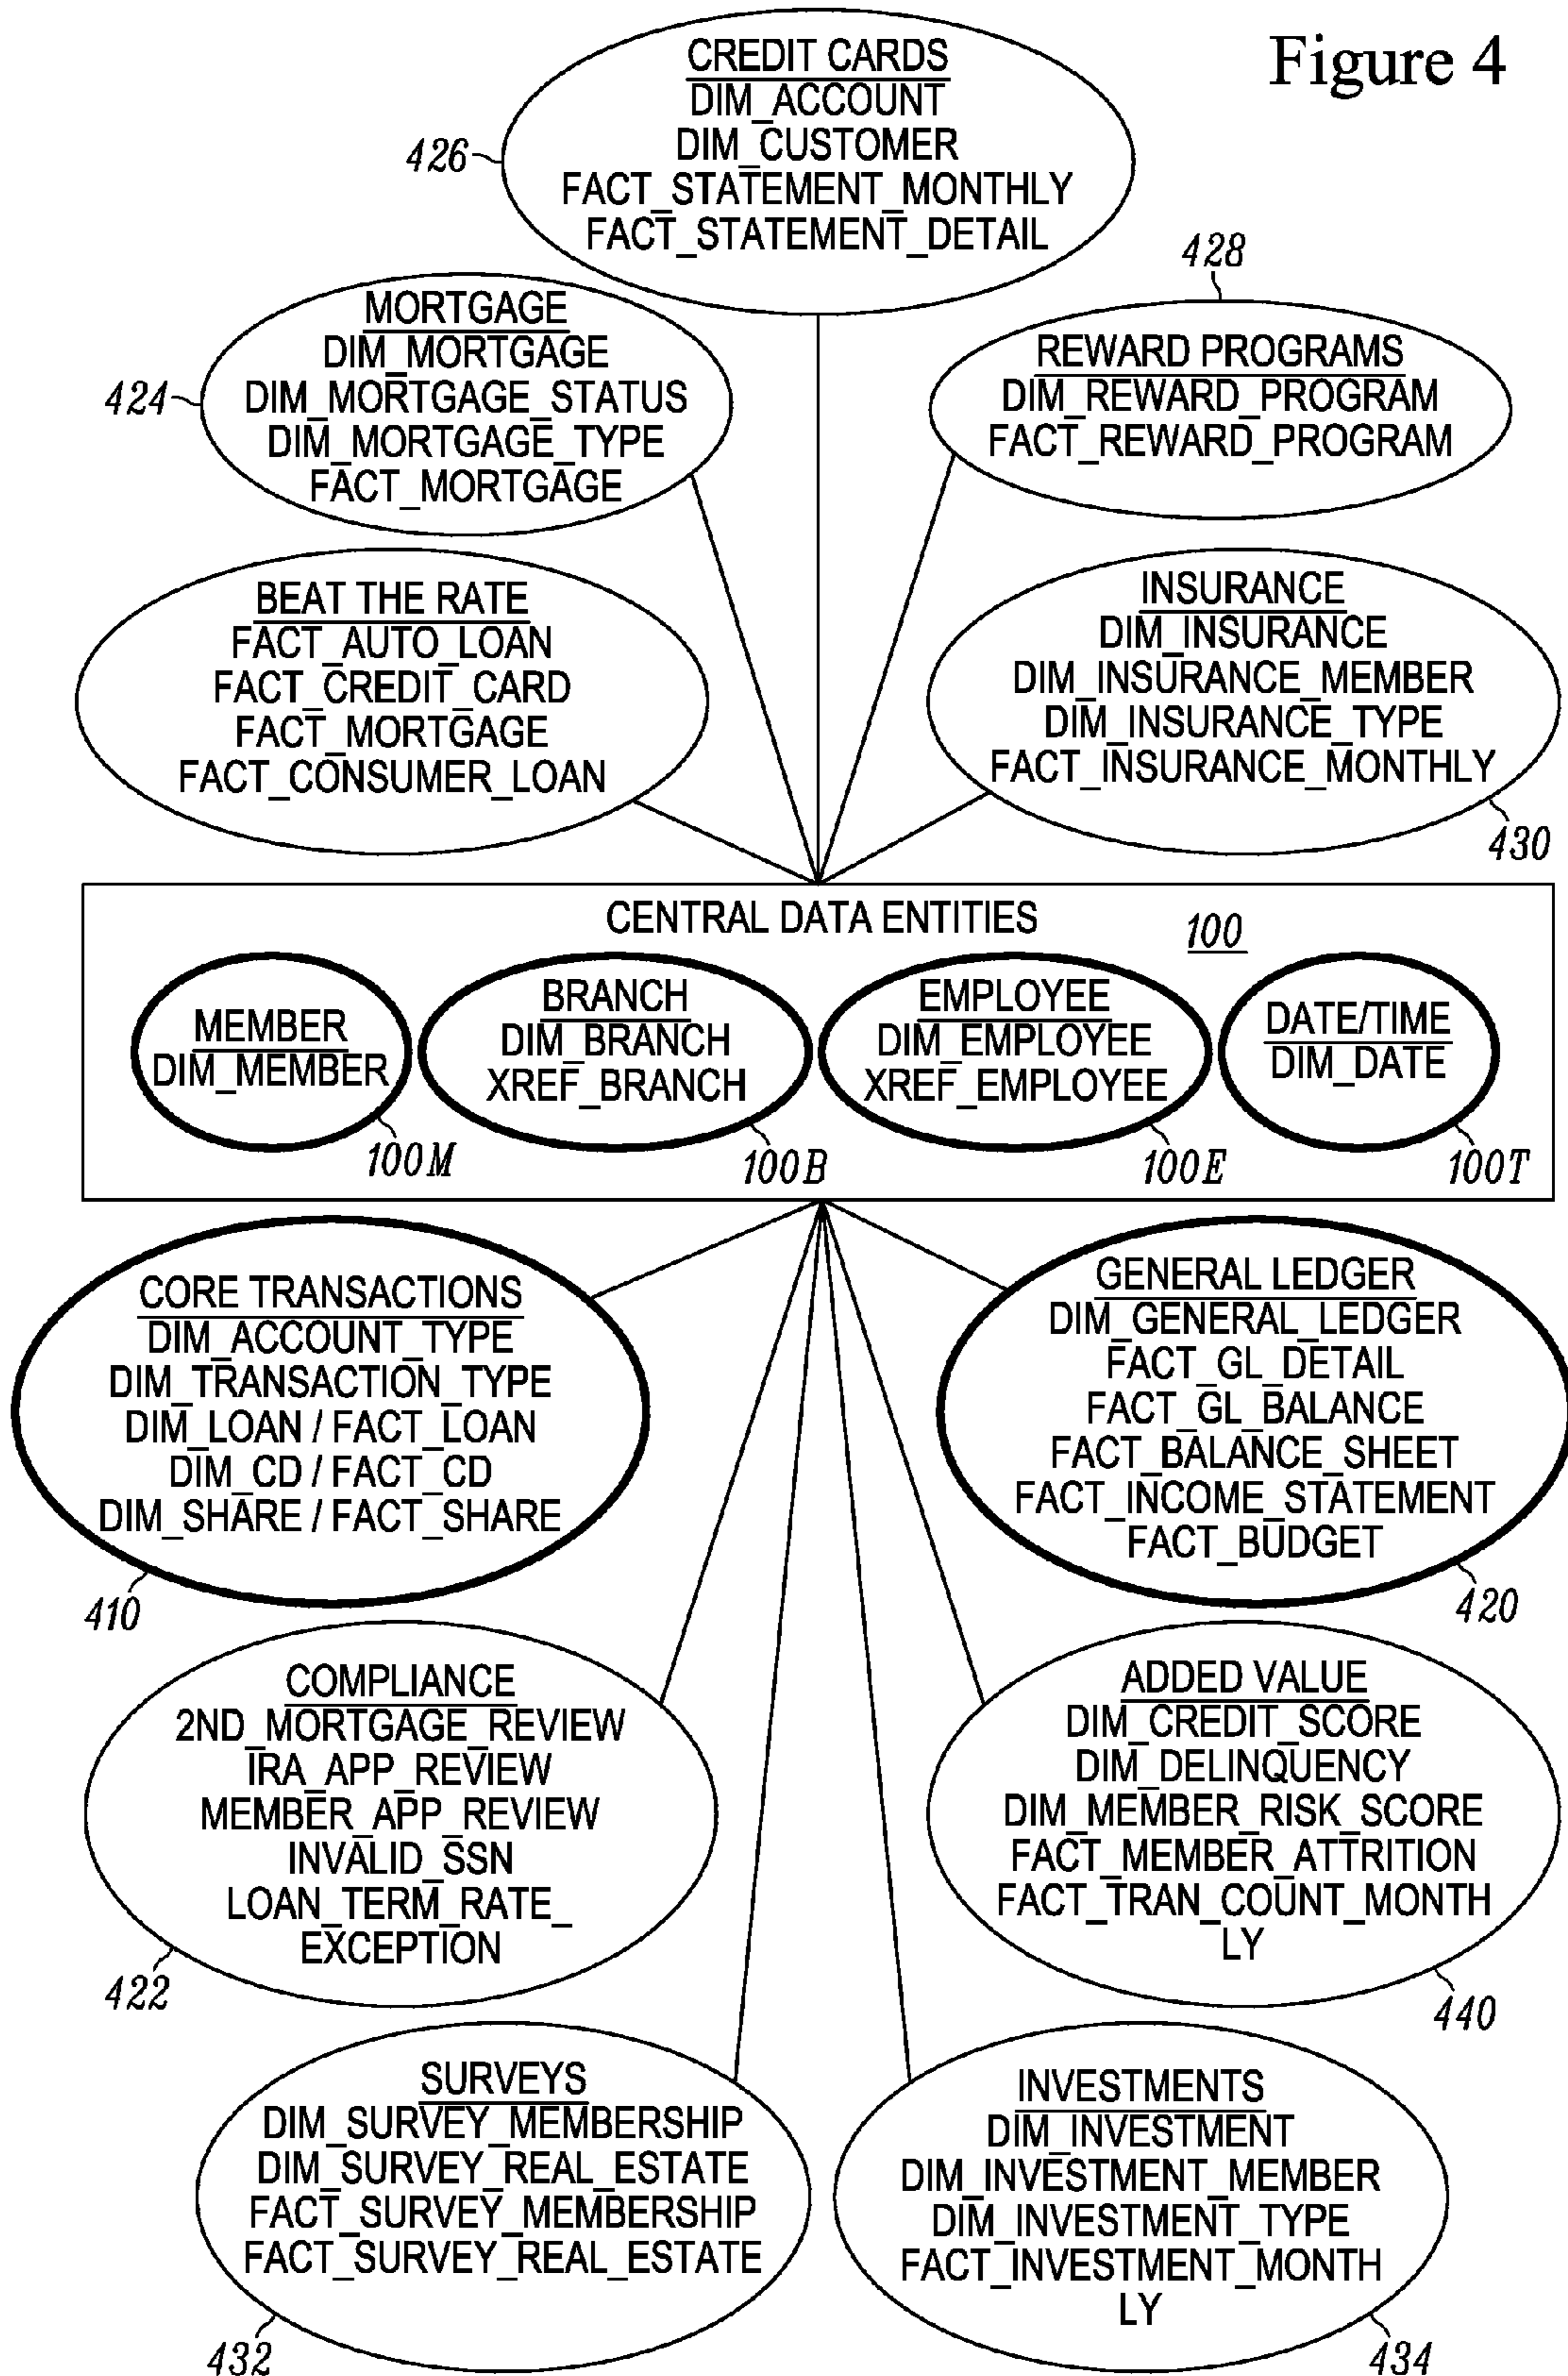 Figure 4
CREDIT CARDS
DIM_ACCOUNT
DIM_CUSTOMER
FACT_STATEMENT_MONTHLY
FACT_STATEMENT_DETAIL
426
428
MORTGAGE
DIM_MORTGAGE
DIM_MORTGAGE_STATUS
DIM_MORTGAGE_TYPE
FACT_MORTGAGE
424
REWARD PROGRAMS
DIM_REWARD_PROGRAM
FACT_REWARD_PROGRAM
BEAT THE RATE
FACT_AUTO_LOAN
FACT_CREDIT_CARD
FACT_MORTGAGE
FACT_CONSUMER_LOAN
INSURANCE
DIM_INSURANCE
DIM_INSURANCE_MEMBER
DIM_INSURANCE_TYPE
FACT_INSURANCE_MONTHLY
430
CENTRAL DATA ENTITIES
100
MEMBER
DIM_MEMBER
100M
BRANCH
DIM_BRANCH
XREF_BRANCH
100B
EMPLOYEE
DIM_EMPLOYEE
XREF_EMPLOYEE
100E
DATE/TIME
DIM_DATE
100T
CORE TRANSACTIONS
DIM_ACCOUNT_TYPE
DIM_TRANSACTION_TYPE
DIM_LOAN / FACT_LOAN
DIM_CD / FACT_CD
DIM_SHARE / FACT_SHARE
410
GENERAL LEDGER
DIM_GENERAL_LEDGER
FACT_GL_DETAIL
FACT_GL_BALANCE
FACT_BALANCE_SHEET
FACT_INCOME_STATEMENT
FACT_BUDGET
420
COMPLIANCE
2ND_MORTGAGE_REVIEW
IRA_APP_REVIEW
MEMBER_APP_REVIEW
INVALID_SSN
LOAN_TERM_RATE_
EXCEPTION
422
ADDED VALUE
DIM_CREDIT_SCORE
DIM_DELINQUENCY
DIM_MEMBER_RISK_SCORE
FACT_MEMBER_ATTRITION
FACT_TRAN_COUNT_MONTH
LY
440
SURVEYS
DIM_SURVEY_MEMBERSHIP
DIM_SURVEY_REAL_ESTATE
FACT_SURVEY_MEMBERSHIP
FACT_SURVEY_REAL_ESTATE
432
INVESTMENTS
DIM_INVESTMENT
DIM_INVESTMENT_MEMBER
DIM_INVESTMENT_TYPE
FACT_INVESTMENT_MONTH
LY
434